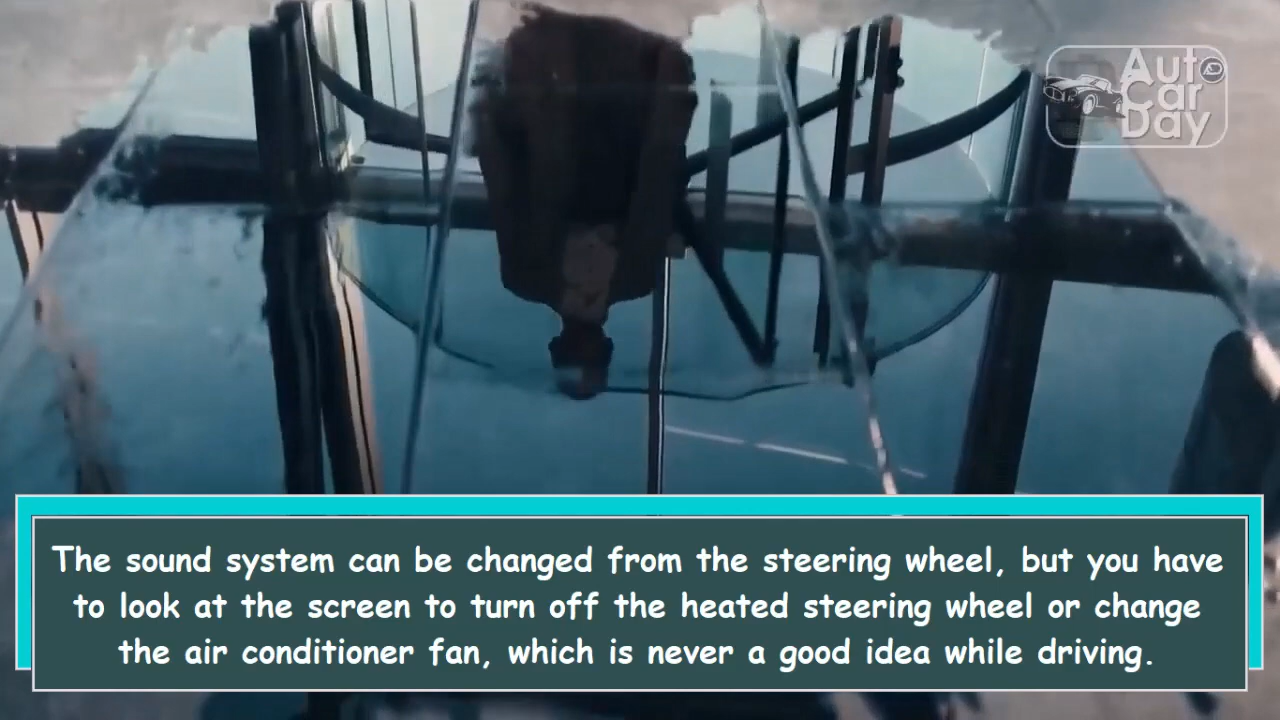 Auto
Car
Day
The sound system can be changed from the steering wheel, but you have
to look at the screen to turn off the heated steering wheel or change
the air conditioner fan, which is never a good idea while driving.